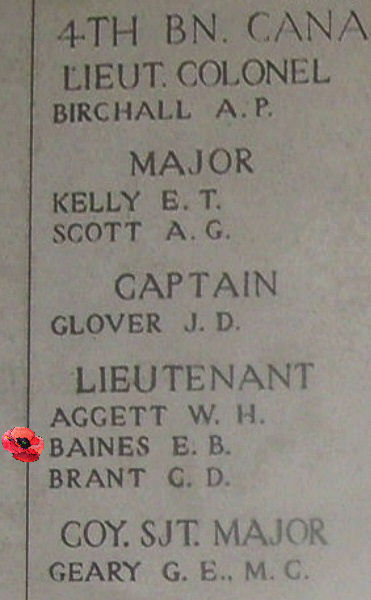 4TH BN. CANA
LIEUT. COLONEL
BIRCHALL A. P.
MAJOR
KELLY E. T.
SCOTT A. G.
CAPTAIN
GLOVER J. D.
LIEUTENANT
AGGETT W. H.
BAINES E. B.
BRANT C. D.
COY. SJT. MAJOR
GEARY G. E., M. C.